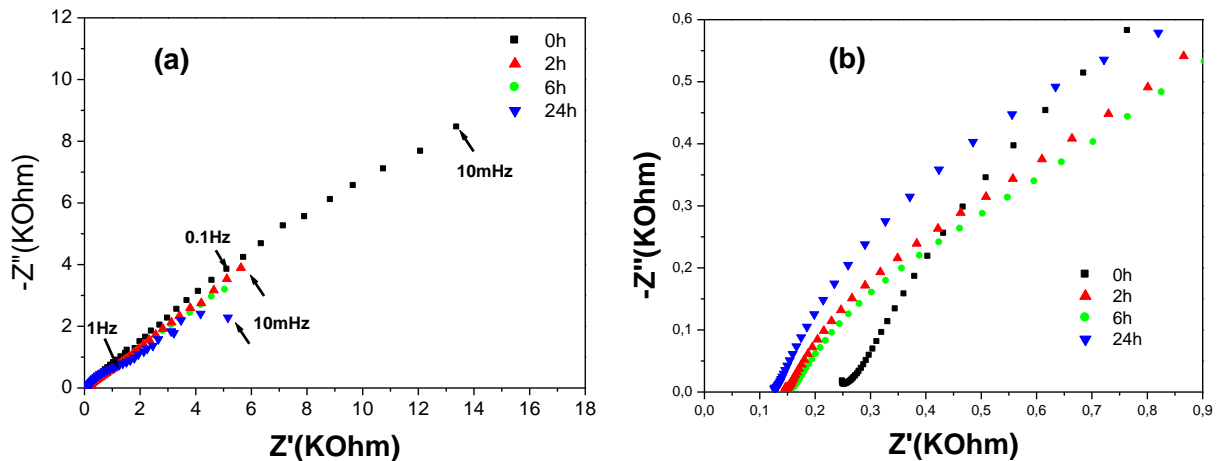 12
10
8
6
4
2
0
-Z"(KOhm)
(a)
0h
2h
6h
24h
10mHz
0.1Hz
10mHz
1Hz
0 2 4 6 8 10 12 14 16 18
Z'(KOhm)
0,6
0,5
0,4
0,3
0,2
0,1
0,0
-Z"(KOhm)
(b)
0h
2h
6h
24h
0,0 0,1 0,2 0,3 0,4 0,5 0,6 0,7 0,8 0,9
Z'(KOhm)